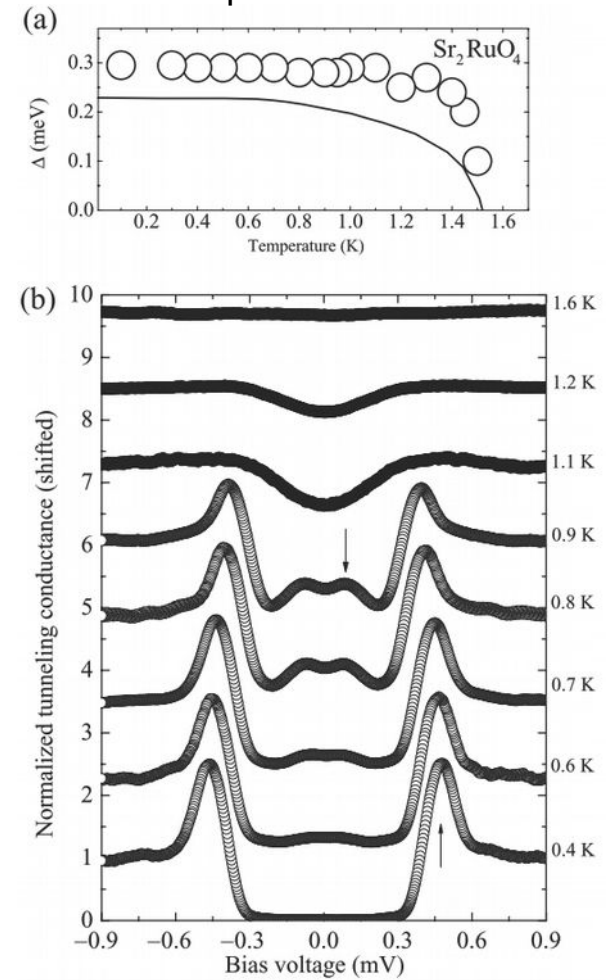 (a)
Sr₂RuO₄
Δ (meV)
0.3
0.2
0.1
0.0
0.2 0.4 0.6 0.8 1.0 1.2 1.4 1.6
Temperature (K)
(b)
Normalized tunneling conductance (shifted)
10
9
8
7
6
5
4
3
2
1
0
1.6 K
1.2 K
1.1 K
0.9 K
0.8 K
0.7 K
0.6 K
0.4 K
−0.9 −0.6 −0.3 0.0 0.3 0.6 0.9
Bias voltage (mV)